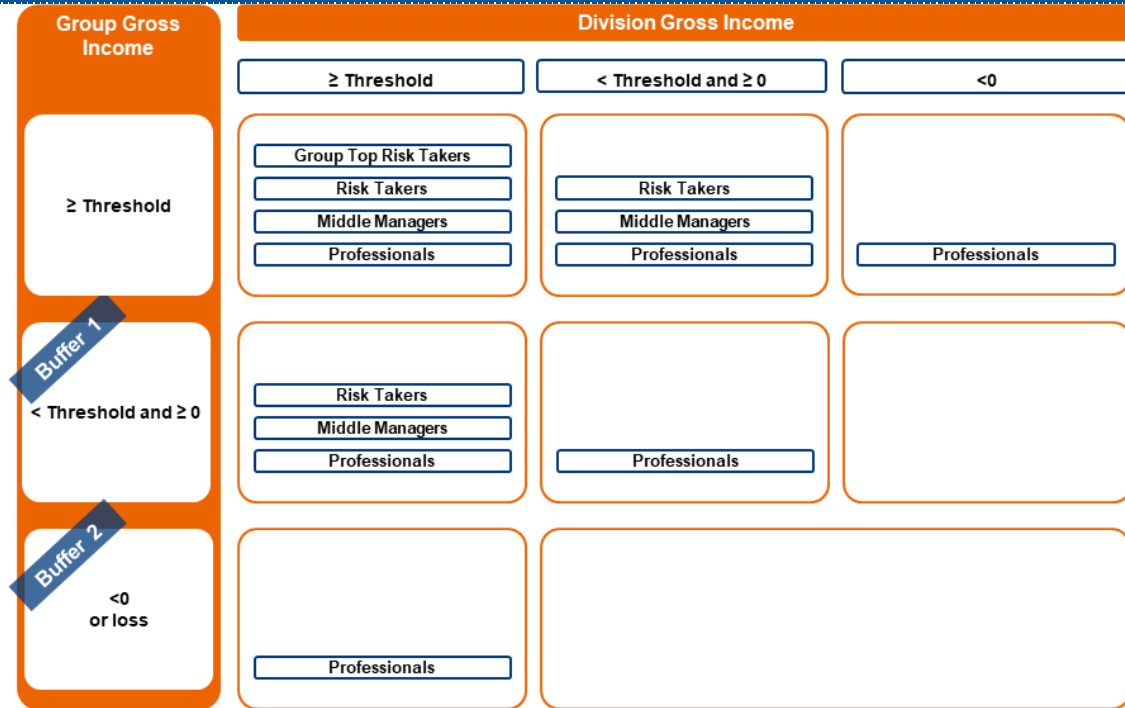 Group Gross
Income
Division Gross Income
≥ Threshold
< Threshold and ≥ 0
<0
≥ Threshold
Group Top Risk Takers
Risk Takers
Middle Managers
Professionals
Risk Takers
Middle Managers
Professionals
Professionals
Buffer 1
< Threshold and ≥ 0
Risk Takers
Middle Managers
Professionals
Professionals
Buffer 2
<0
or loss
Professionals